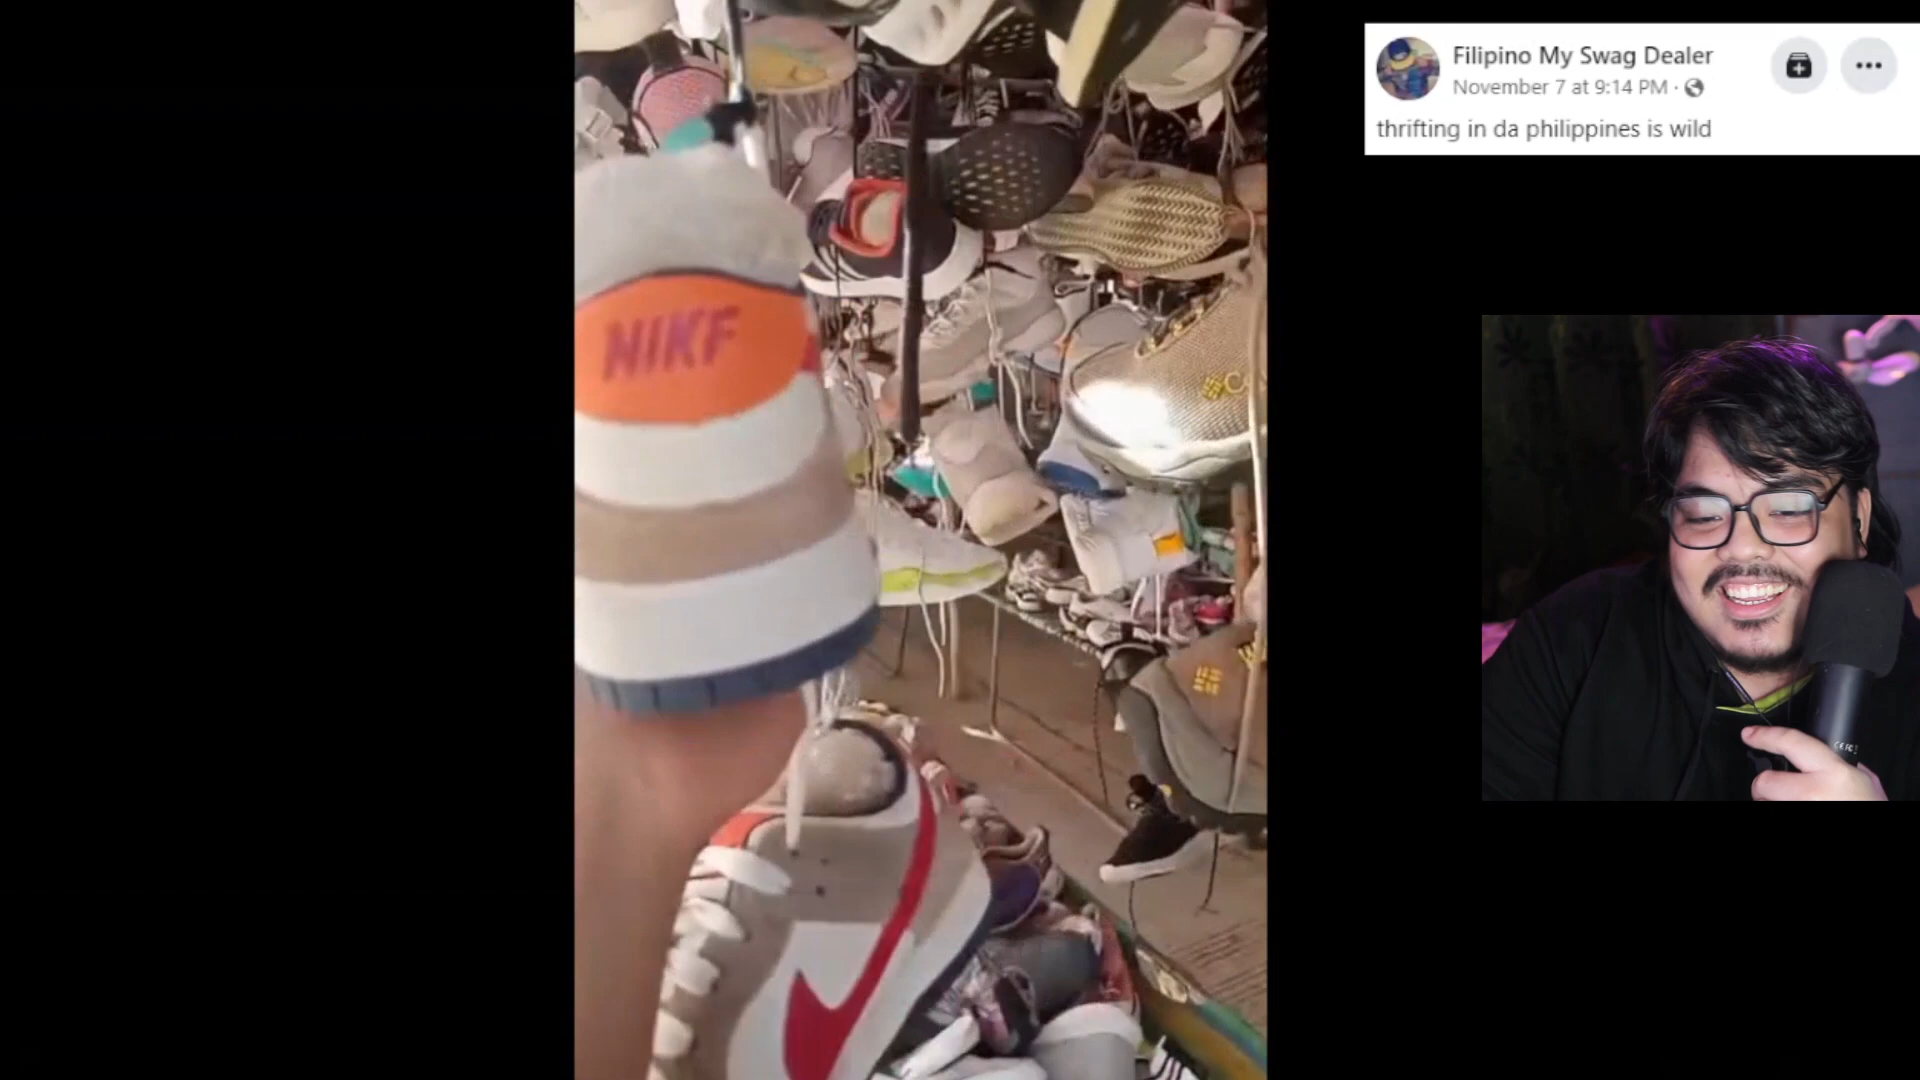 Filipino My Swag Dealer
November 7 at 9:14 PM ·
thrifting in da philippines is wild
NIKF